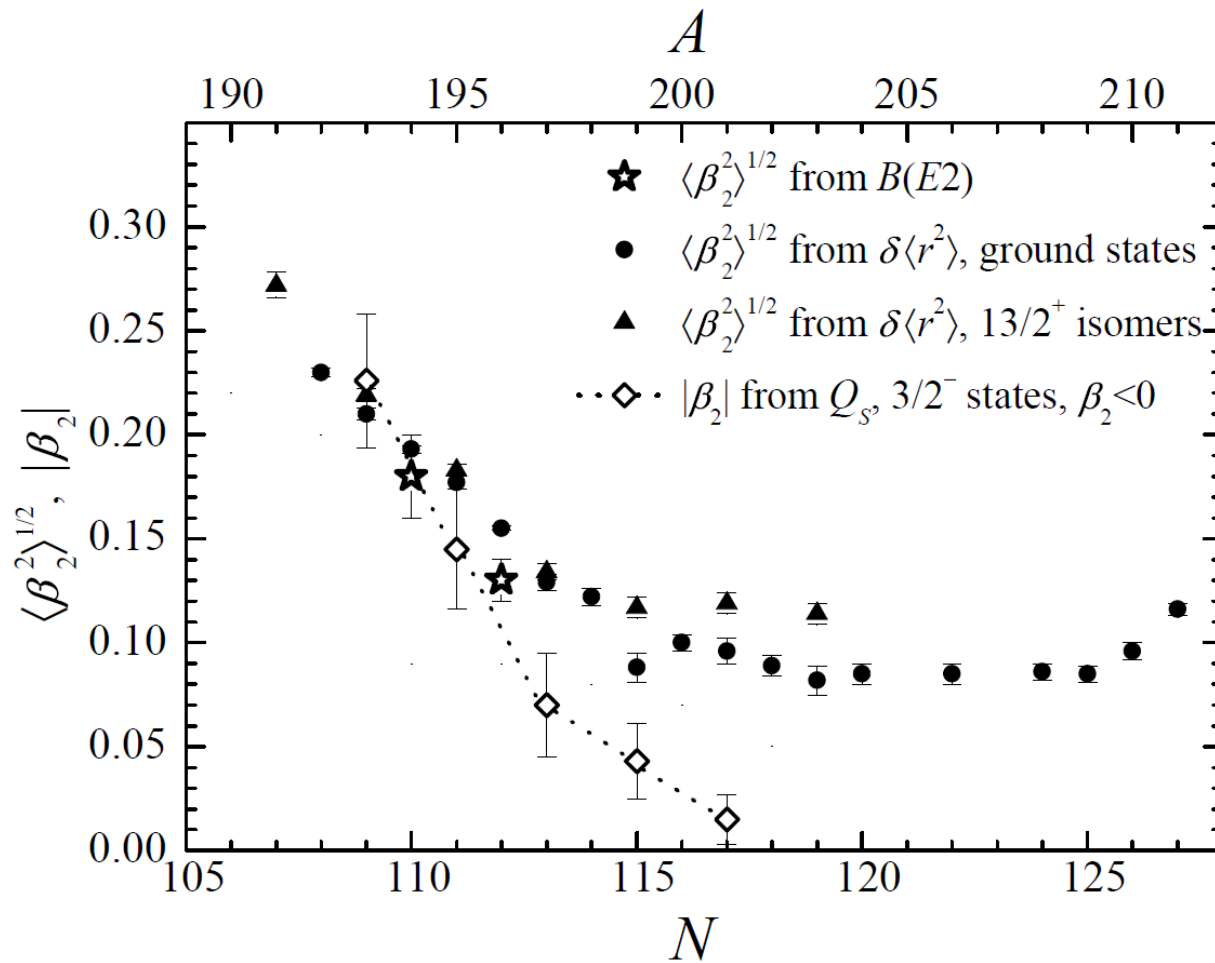 A
190 195 200 205 210
⟨β₂²⟩^1/2 from B(E2)
⟨β₂²⟩^1/2 from δ⟨r²⟩, ground states
⟨β₂²⟩^1/2 from δ⟨r²⟩, 13/2⁺ isomers
|β₂| from Q_S, 3/2⁻ states, β₂<0
⟨β₂²⟩^1/2, |β₂|
0.30
0.25
0.20
0.15
0.10
0.05
0.00
105 110 115 120 125
N